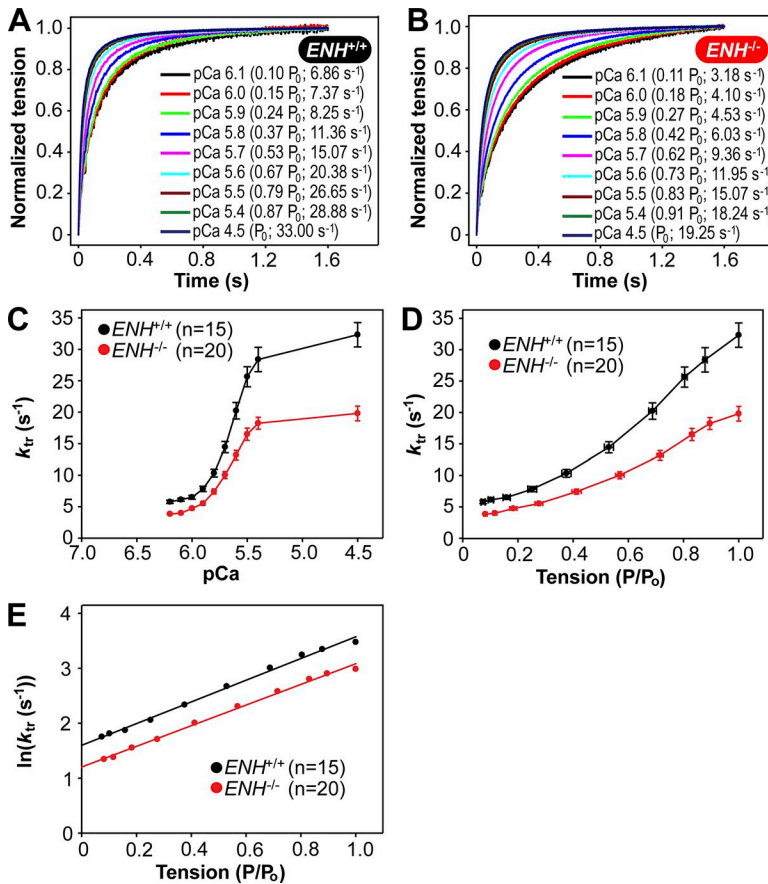 A
ENH+/+
Normalized tension
1.0
0.8
0.6
0.4
0.2
0
pCa 6.1 (0.10 P₀; 6.86 s⁻¹)
pCa 6.0 (0.15 P₀; 7.37 s⁻¹)
pCa 5.9 (0.24 P₀; 8.25 s⁻¹)
pCa 5.8 (0.37 P₀; 11.36 s⁻¹)
pCa 5.7 (0.53 P₀; 15.07 s⁻¹)
pCa 5.6 (0.67 P₀; 20.38 s⁻¹)
pCa 5.5 (0.79 P₀; 26.65 s⁻¹)
pCa 5.4 (0.87 P₀; 28.88 s⁻¹)
pCa 4.5 (P₀; 33.00 s⁻¹)
0 0.4 0.8 1.2 1.6
Time (s)
B
ENH-/-
Normalized tension
1.0
0.8
0.6
0.4
0.2
0
pCa 6.1 (0.11 P₀; 3.18 s⁻¹)
pCa 6.0 (0.18 P₀; 4.10 s⁻¹)
pCa 5.9 (0.27 P₀; 4.53 s⁻¹)
pCa 5.8 (0.42 P₀; 6.03 s⁻¹)
pCa 5.7 (0.62 P₀; 9.36 s⁻¹)
pCa 5.6 (0.73 P₀; 11.95 s⁻¹)
pCa 5.5 (0.83 P₀; 15.07 s⁻¹)
pCa 5.4 (0.91 P₀; 18.24 s⁻¹)
pCa 4.5 (P₀; 19.25 s⁻¹)
0 0.4 0.8 1.2 1.6
Time (s)
C
ENH+/+ (n=15)
ENH-/- (n=20)
ktr (s⁻¹)
35
30
25
20
15
10
5
0
7.0 6.5 6.0 5.5 5.0 4.5
pCa
D
ENH+/+ (n=15)
ENH-/- (n=20)
ktr (s⁻¹)
35
30
25
20
15
10
5
0
0 0.2 0.4 0.6 0.8 1.0
Tension (P/P₀)
E
ENH+/+ (n=15)
ENH-/- (n=20)
ln(ktr (s⁻¹))
4
3
2
1
0
0 0.2 0.4 0.6 0.8 1.0
Tension (P/P₀)